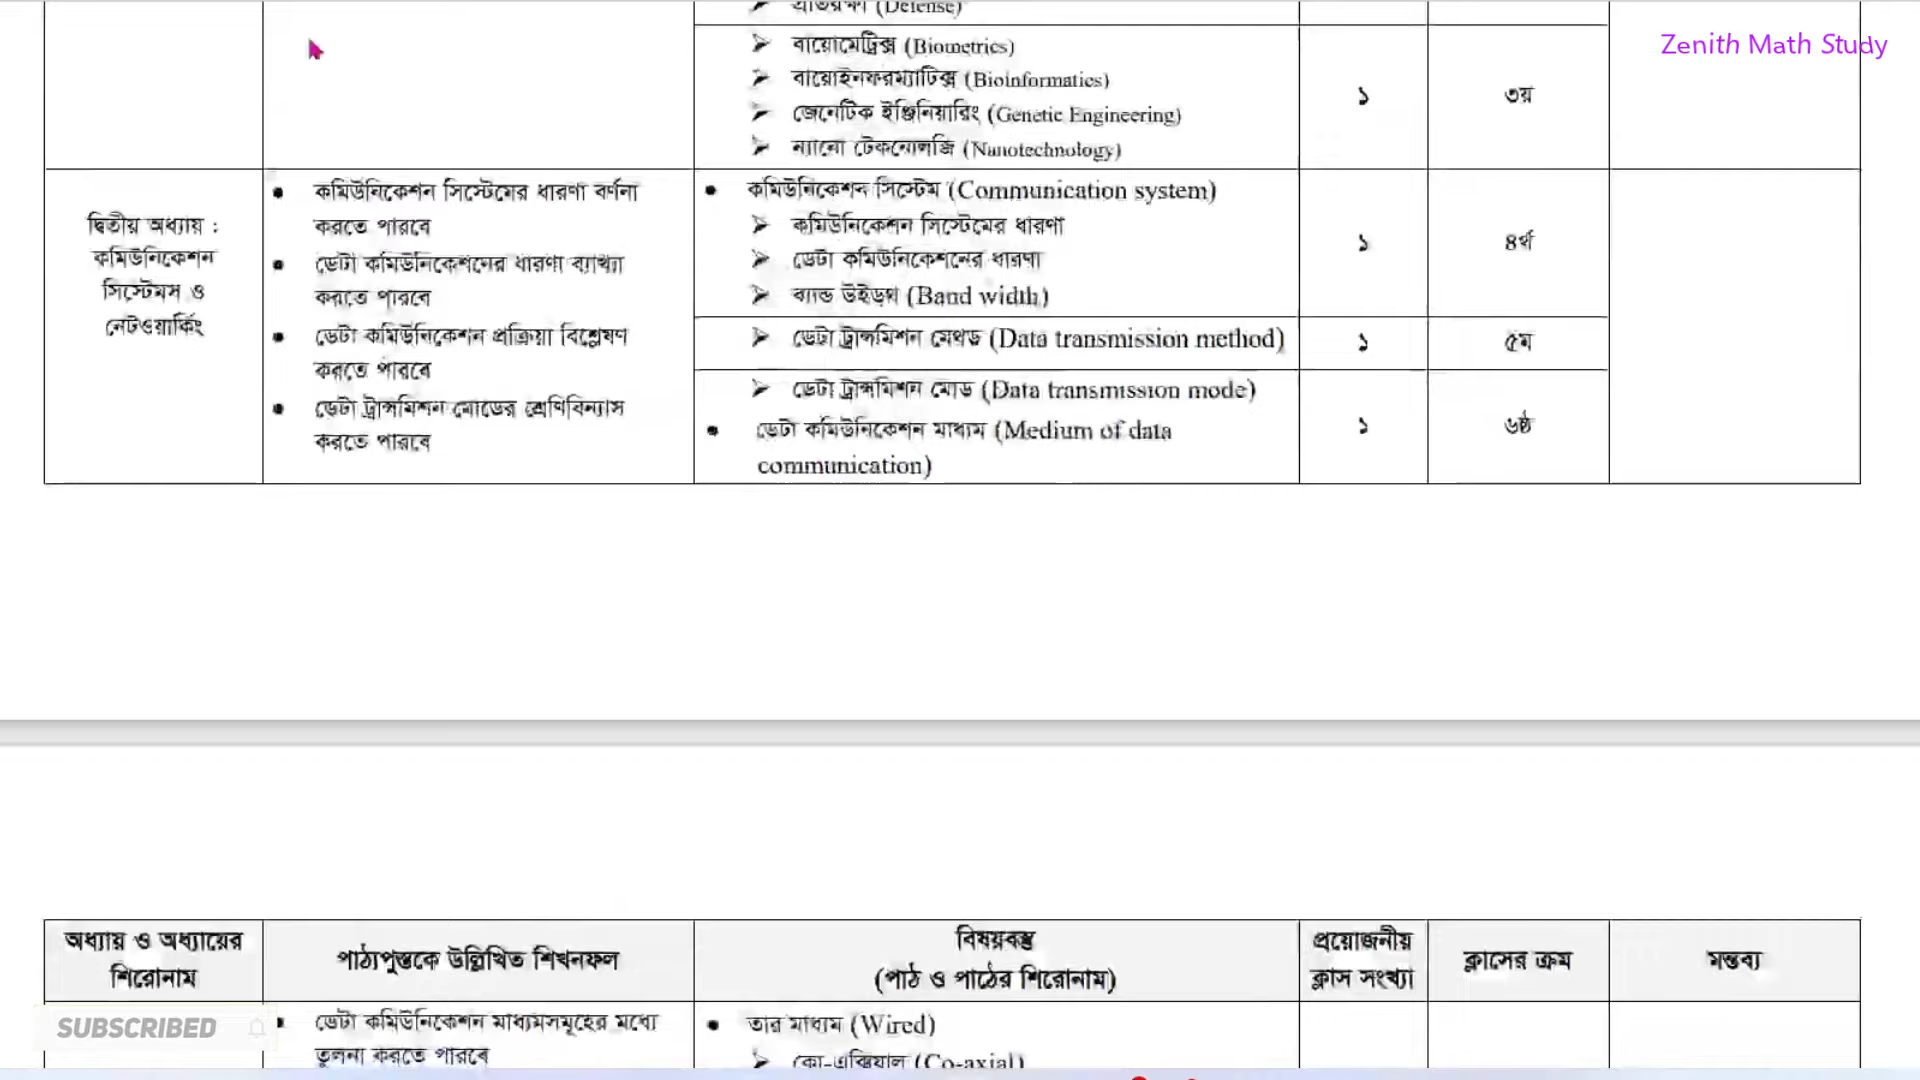 প্রতিরক্ষা (Defense)
বায়োমেট্রিক্স (Biometrics)
বায়োইনফরম্যাটিক্স (Bioinformatics)
জেনেটিক ইঞ্জিনিয়ারিং (Genetic Engineering)
ন্যানো টেকনোলজি (Nanotechnology)
১
৩য়
Zenith Math Study
দ্বিতীয় অধ্যায় :
কমিউনিকেশন
সিস্টেমস ও
নেটওয়ার্কিং
কমিউনিকেশন সিস্টেমের ধারণা বর্ণনা
করতে পারবে
ডেটা কমিউনিকেশনের ধারণা ব্যাখ্যা
করতে পারবে
ডেটা কমিউনিকেশন প্রক্রিয়া বিশ্লেষণ
করতে পারবে
ডেটা ট্রান্সমিশন মোডের শ্রেণিবিন্যাস
করতে পারবে
কমিউনিকেশন সিস্টেম (Communication system)
কমিউনিকেশন সিস্টেমের ধারণা
ডেটা কমিউনিকেশনের ধারণা
ব্যান্ড উইড্থ (Band width)
১
৪র্থ
ডেটা ট্রান্সমিশন মেথড (Data transmission method)
১
৫ম
ডেটা ট্রান্সমিশন মোড (Data transmission mode)
ডেটা কমিউনিকেশন মাধ্যম (Medium of data
communication)
১
৬ষ্ঠ
অধ্যায় ও অধ্যায়ের
শিরোনাম
পাঠ্যপুস্তকে উল্লিখিত শিখনফল
বিষয়বস্তু
(পাঠ ও পাঠের শিরোনাম)
প্রয়োজনীয়
ক্লাস সংখ্যা
ক্লাসের ক্রম
মন্তব্য
SUBSCRIBED
ডেটা কমিউনিকেশন মাধ্যমসমূহের মধ্যে
তুলনা করতে পারবে
তার মাধ্যম (Wired)
কো-এক্সিয়াল (Co-axial)